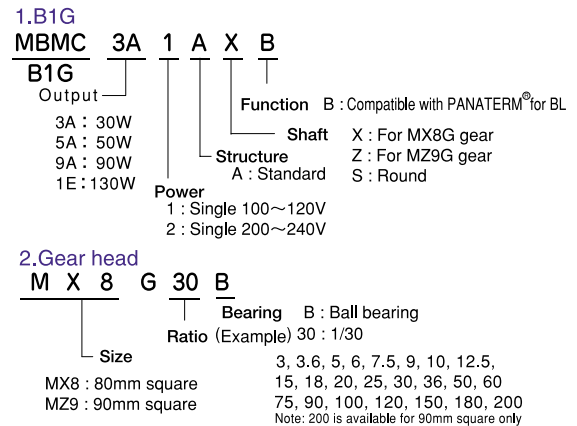 1.B1G
MBMC 3A 1 A X B
B1G
Output
3A : 30W
5A : 50W
9A : 90W
1E : 130W
Function B : Compatible with PANATERM® for BL
Shaft X : For MX8G gear
Z : For MZ9G gear
S : Round
Structure
A : Standard
Power
1 : Single 100～120V
2 : Single 200～240V
2.Gear head
M X 8 G 30 B
Bearing B : Ball bearing
Ratio (Example) 30 : 1/30
Size
MX8 : 80mm square
MZ9 : 90mm square
3, 3.6, 5, 6, 7.5, 9, 10, 12.5,
15, 18, 20, 25, 30, 36, 50, 60
75, 90, 100, 120, 150, 180, 200
Note: 200 is available for 90mm square only